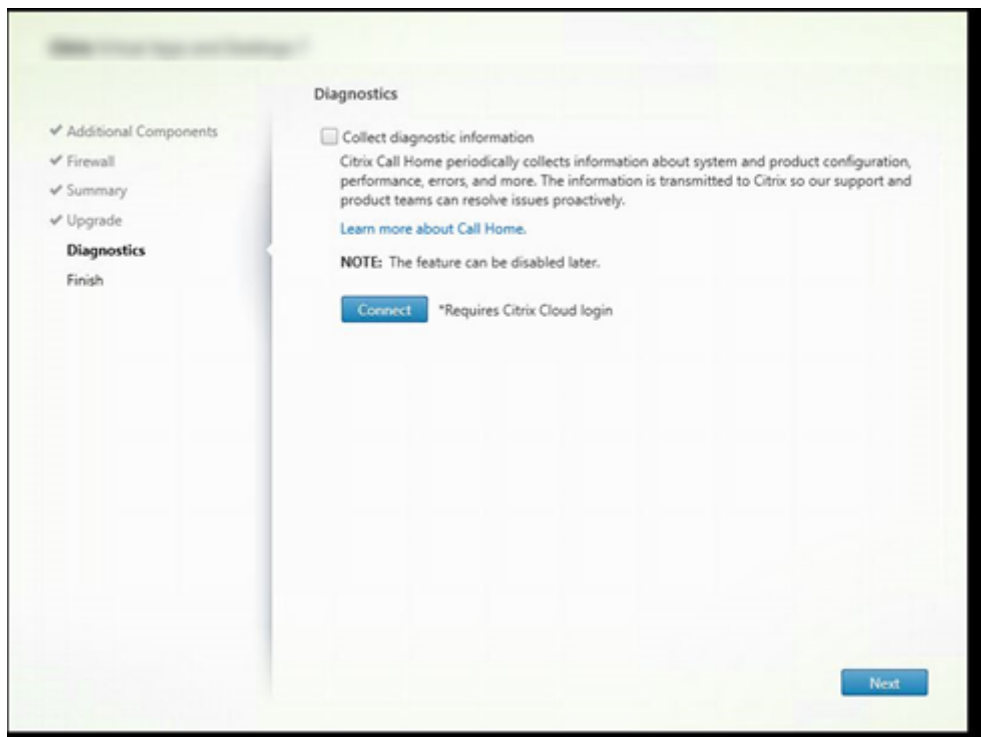 Diagnostics
Additional Components
Firewall
Summary
Upgrade
Diagnostics
Finish
Collect diagnostic information
Citrix Call Home periodically collects information about system and product configuration,
performance, errors, and more. The information is transmitted to Citrix so our support and
product teams can resolve issues proactively.
Learn more about Call Home.
NOTE: The feature can be disabled later.
Connect *Requires Citrix Cloud login
Next